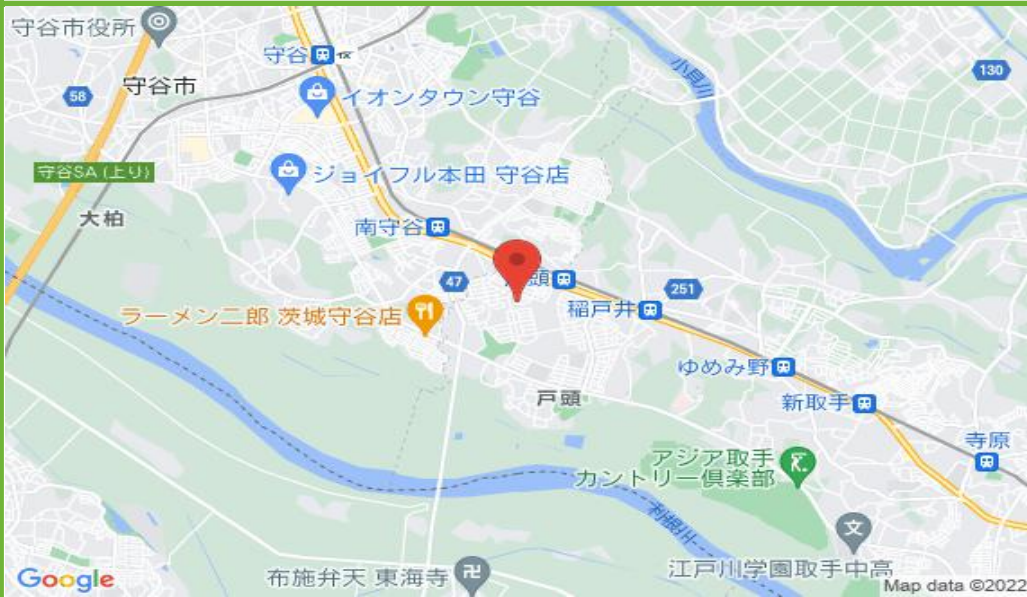 守谷市役所
守谷
TX
130
守谷市
58
イオンタウン守谷
小貝川
守谷SA (上り)
ジョイフル本田 守谷店
大柏
南守谷
47
頭
251
稲戸井
ラーメン二郎 茨城守谷店
ゆめみ野
戸頭
新取手
寺原
アジア取手
カントリー倶楽部
利根川
文
江戸川学園取手中高
布施弁天 東海寺
Google
Map data ©2022